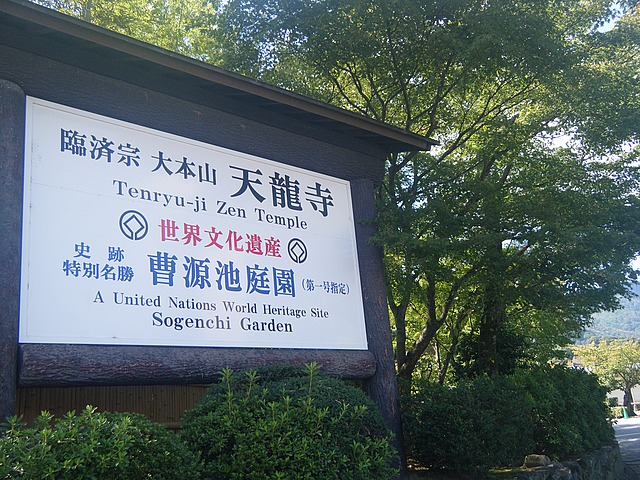 臨済宗 大本山 天龍寺
Tenryu-ji Zen Temple
世界文化遺産
史跡
特別名勝 曹源池庭園 (第一号指定)
A United Nations World Heritage Site
Sogenchi Garden